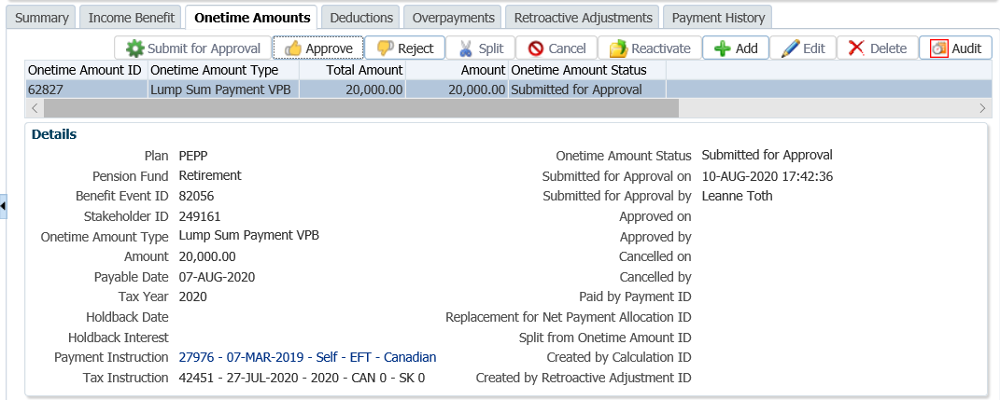 Summary Income Benefit Onetime Amounts Deductions Overpayments Retroactive Adjustments Payment History
Submit for Approval Approve Reject Split Cancel Reactivate Add Edit Delete Audit
Onetime Amount ID Onetime Amount Type Total Amount Amount Onetime Amount Status
62827 Lump Sum Payment VPB 20,000.00 20,000.00 Submitted for Approval
Details
Plan PEPP
Pension Fund Retirement
Benefit Event ID 82056
Stakeholder ID 249161
Onetime Amount Type Lump Sum Payment VPB
Amount 20,000.00
Payable Date 07-AUG-2020
Tax Year 2020
Holdback Date
Holdback Interest
Payment Instruction 27976 - 07-MAR-2019 - Self - EFT - Canadian
Tax Instruction 42451 - 27-JUL-2020 - 2020 - CAN 0 - SK 0
Onetime Amount Status Submitted for Approval
Submitted for Approval on 10-AUG-2020 17:42:36
Submitted for Approval by Leanne Toth
Approved on
Approved by
Cancelled on
Cancelled by
Paid by Payment ID
Replacement for Net Payment Allocation ID
Split from Onetime Amount ID
Created by Calculation ID
Created by Retroactive Adjustment ID